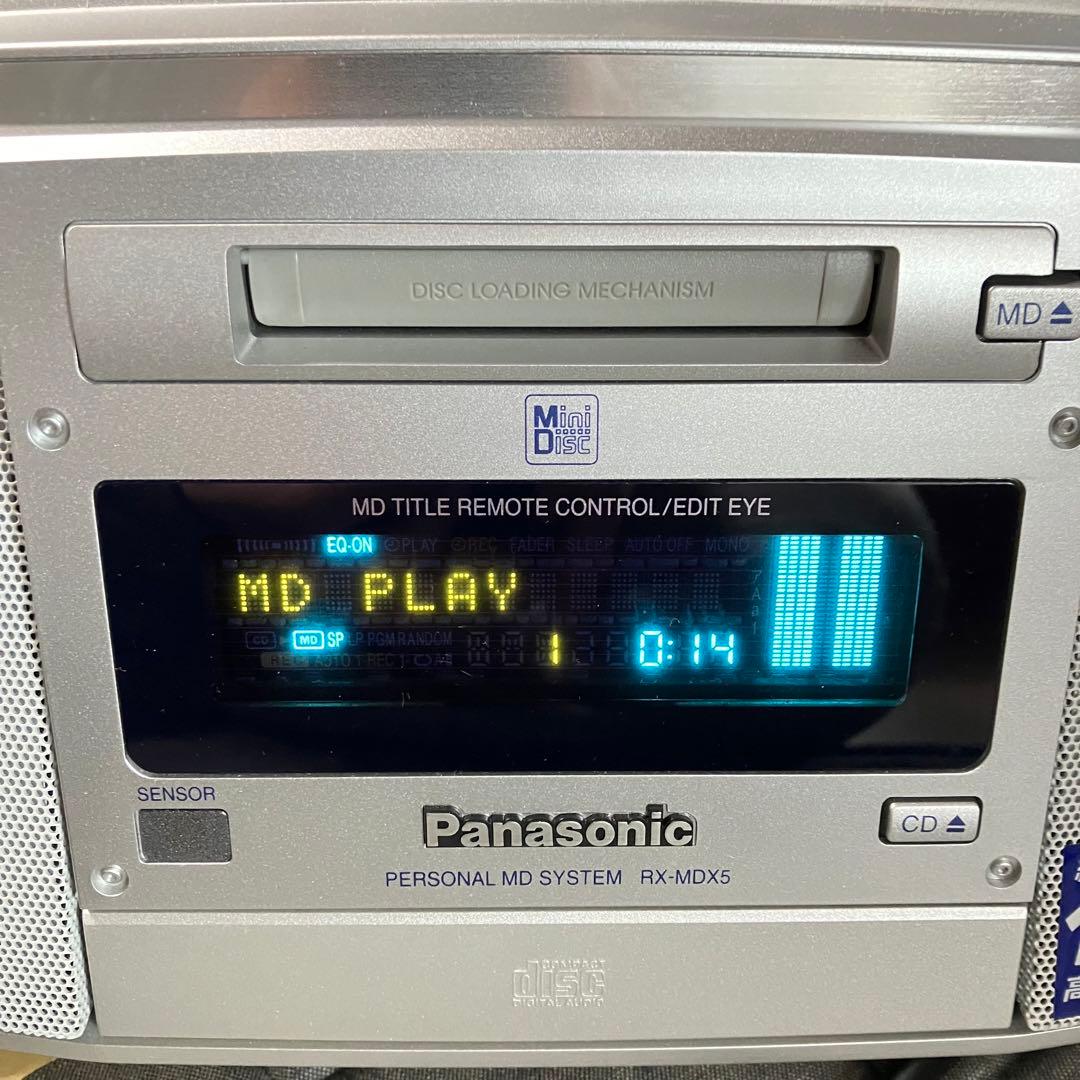 DISC LOADING MECHANISM
MD
Mini
Disc
MD TITLE REMOTE CONTROL/EDIT EYE
EQ-ON PLAY REC FADER SLEEP AUTO OFF MONO
MD PLAY
CD MD SP LP PGM RANDOM
1 0:14
SENSOR
CD
Panasonic
PERSONAL MD SYSTEM RX-MDX5
COMPACT
disc
DIGITAL AUDIO
高